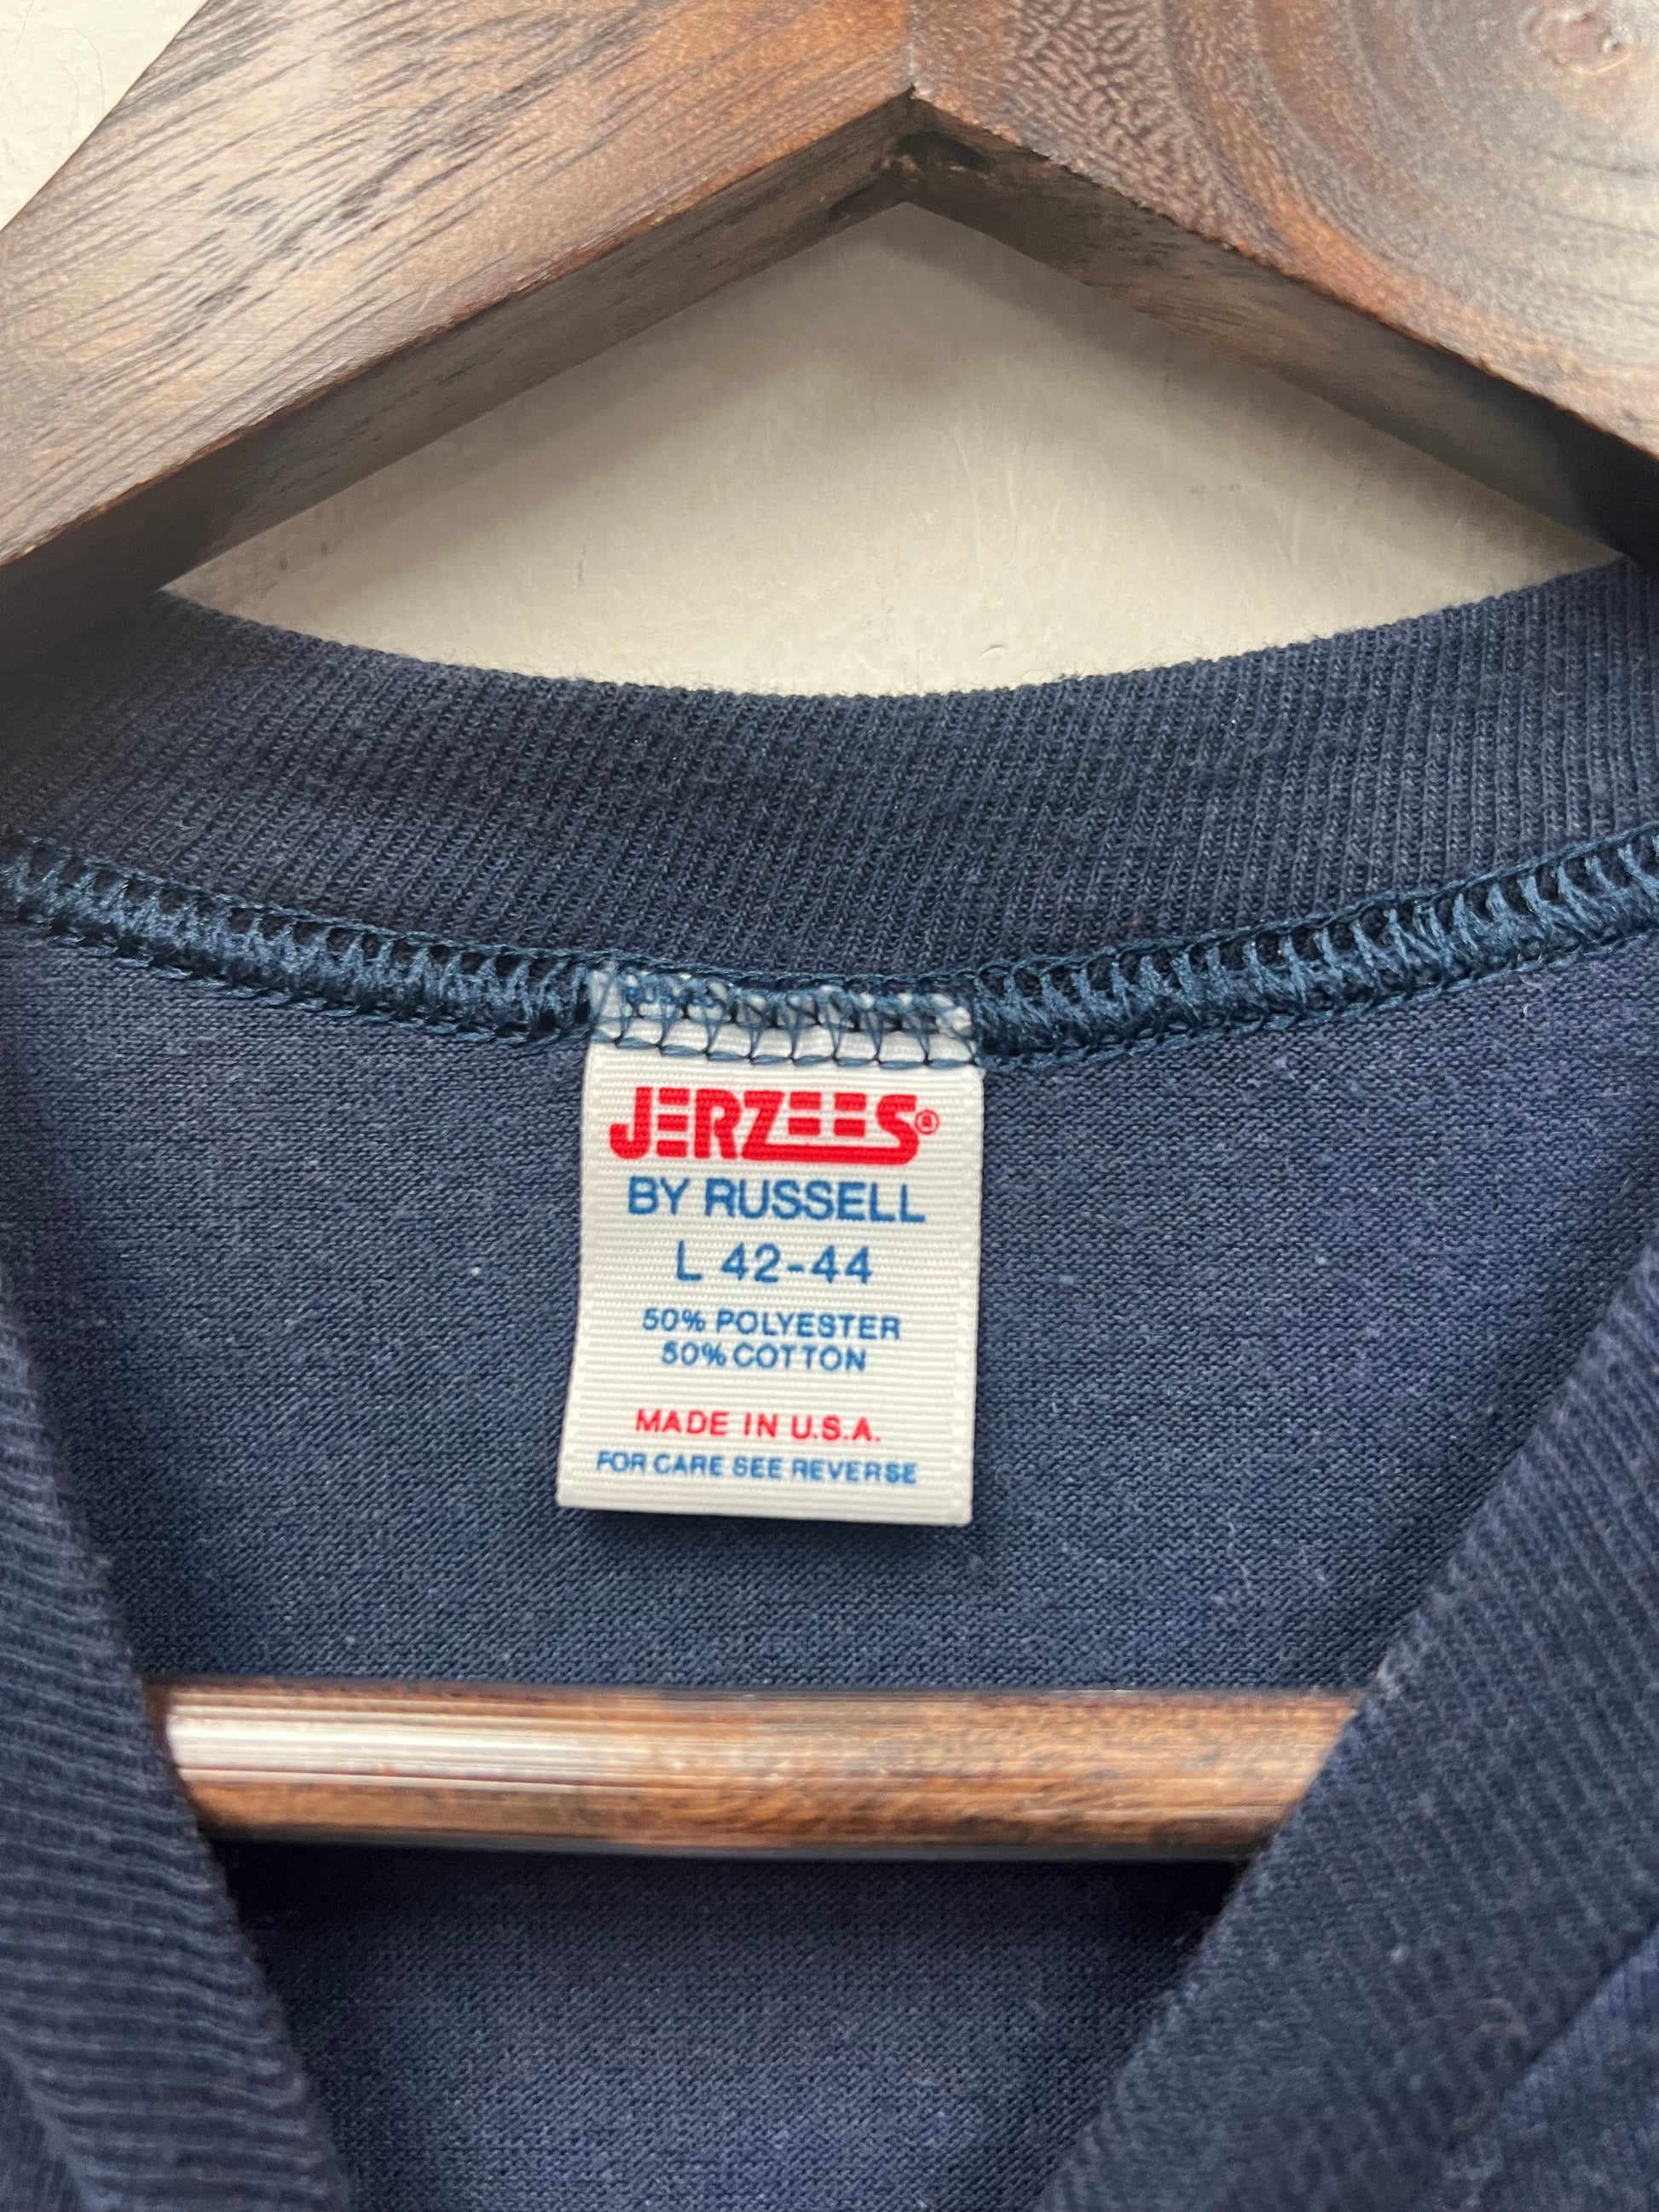 JERZEES®
BY RUSSELL
L 42-44
50% POLYESTER
50% COTTON
MADE IN U.S.A.
FOR CARE SEE REVERSE